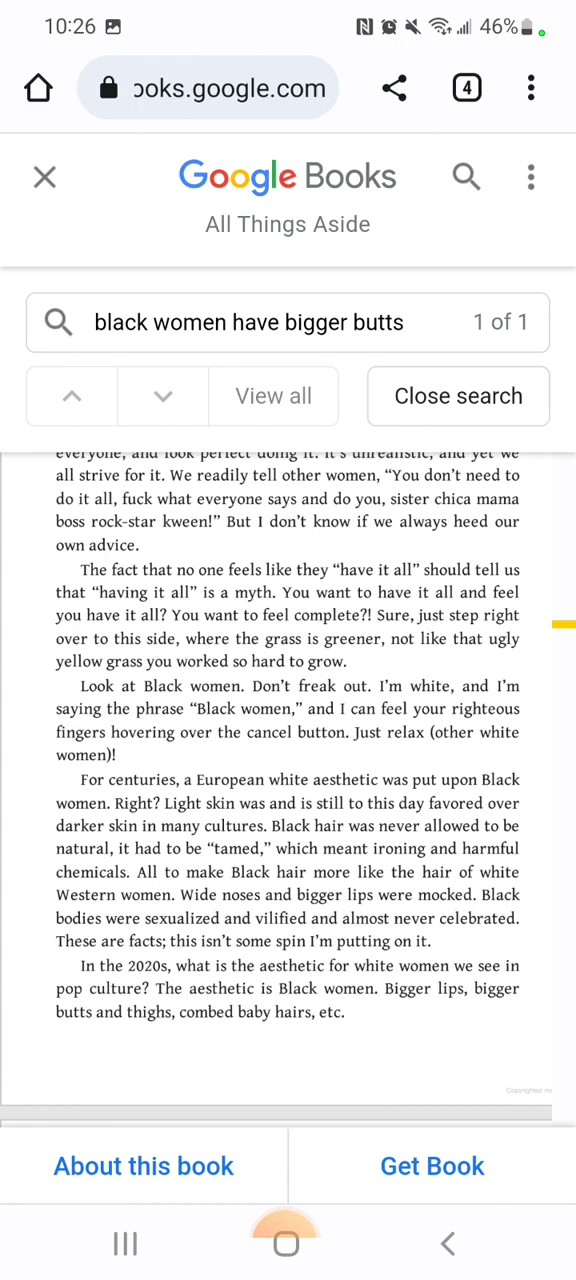 10:26 46%
ooks.google.com 4
Google Books
All Things Aside
black women have bigger butts 1 of 1
View all Close search
everyone, and look perfect doing it. It's unrealistic, and yet we
all strive for it. We readily tell other women, “You don’t need to
do it all, fuck what everyone says and do you, sister chica mama
boss rock-star kween!” But I don’t know if we always heed our
own advice.
The fact that no one feels like they “have it all” should tell us
that “having it all” is a myth. You want to have it all and feel
you have it all? You want to feel complete?! Sure, just step right
over to this side, where the grass is greener, not like that ugly
yellow grass you worked so hard to grow.
Look at Black women. Don’t freak out. I’m white, and I’m
saying the phrase “Black women,” and I can feel your righteous
fingers hovering over the cancel button. Just relax (other white
women)!
For centuries, a European white aesthetic was put upon Black
women. Right? Light skin was and is still to this day favored over
darker skin in many cultures. Black hair was never allowed to be
natural, it had to be “tamed,” which meant ironing and harmful
chemicals. All to make Black hair more like the hair of white
Western women. Wide noses and bigger lips were mocked. Black
bodies were sexualized and vilified and almost never celebrated.
These are facts; this isn’t some spin I’m putting on it.
In the 2020s, what is the aesthetic for white women we see in
pop culture? The aesthetic is Black women. Bigger lips, bigger
butts and thighs, combed baby hairs, etc.
Copyrighted ma
About this book Get Book